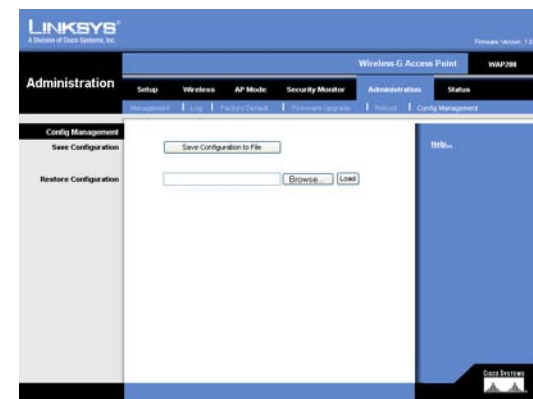 LINKSYS®
A Division of Cisco Systems, Inc.
Firmware Version: 1.0
Wireless-G Access Point WAP200
Administration
Setup Wireless AP Mode Security Monitor Administration Status
Management Log Factory Default Firmware Upgrade Reboot Config Management
Config Management
Save Configuration Save Configuration to File
Help...
Restore Configuration Browse... Load
CISCO SYSTEMS